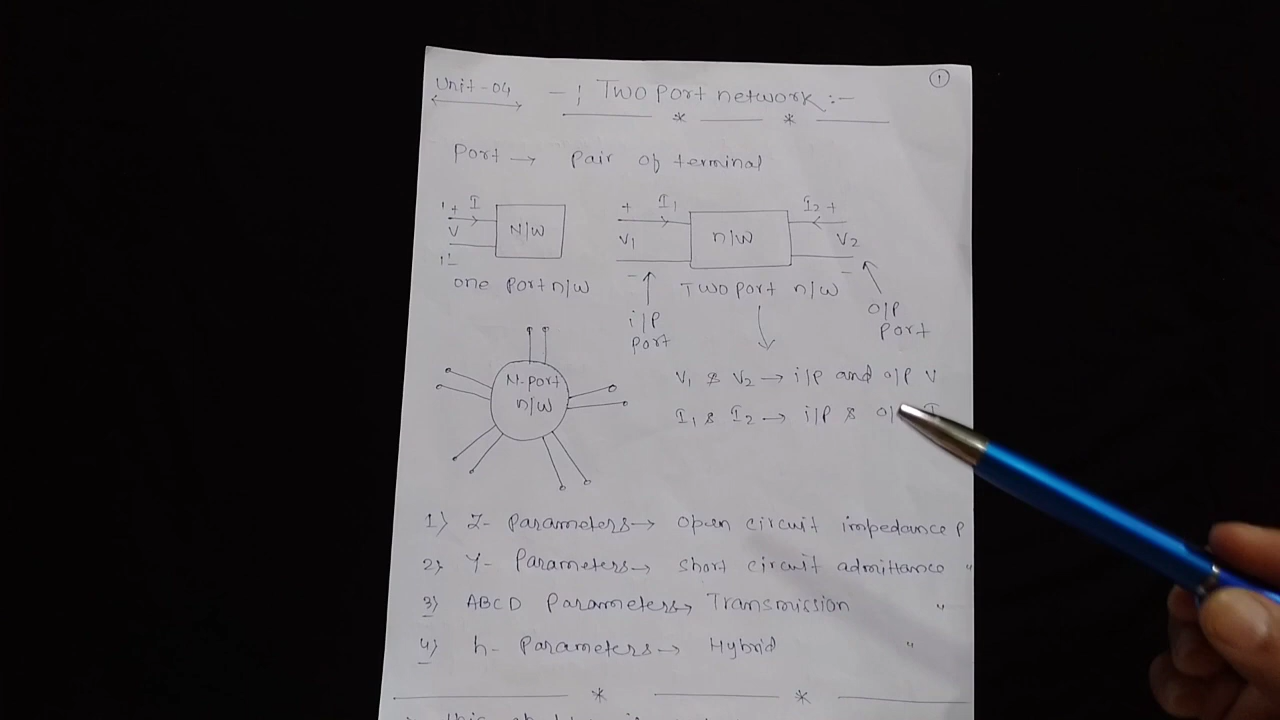 1
Unit-04 - ; Two port network :-
Port → Pair of terminal
1 + I N/W
V
1'-
one port n/w
+ I1 n/w I2 +
V1 V2
- -
Two port n/w
i/P
port
o/P
port
N-port
n/w
V1 & V2 → i/p and o/p V
I1 & I2 → i/p & I
1) Z- Parameters → open circuit impedance P
2) Y- Parameters → short circuit admittance "
3) ABCD Parameters → Transmission "
4) h- Parameters → Hybrid "